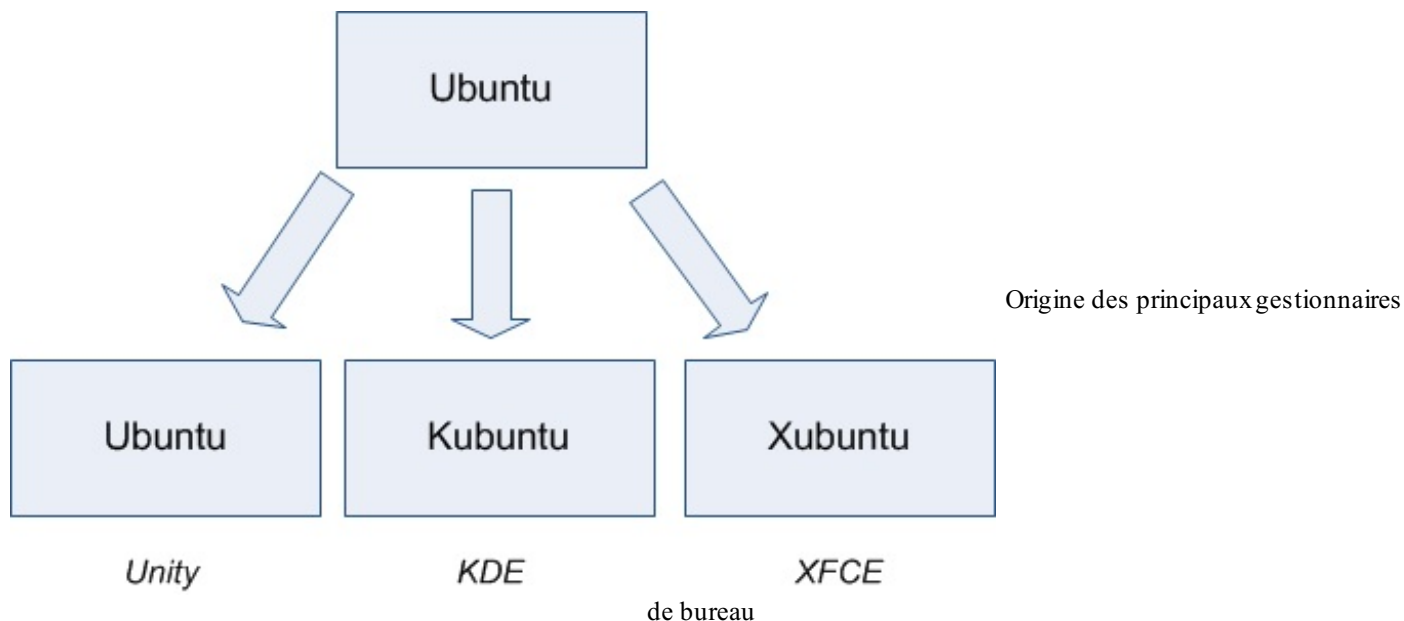 Ubuntu
Origine des principaux gestionnaires
Ubuntu
Kubuntu
Xubuntu
Unity
KDE
XFCE
de bureau